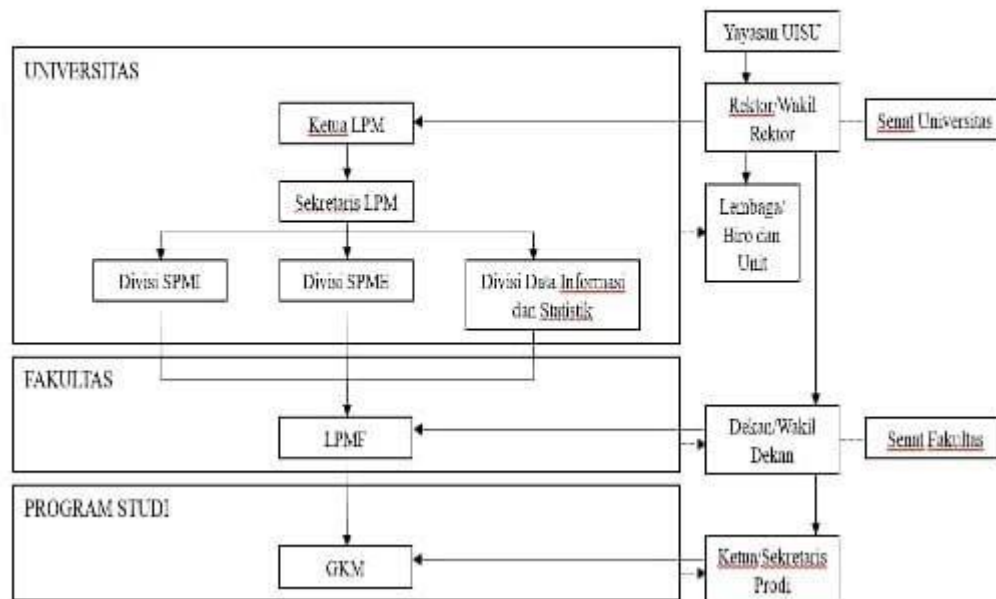 Yayasan UISU
UNIVERSITAS
Rektor/Wakil
Rektor
Senat Universitas
Ketua LPM
Sekretaris LPM
Lembaga/
Biro dan
Unit
Divisi SPMI
Divisi SPME
Divisi Data Informasi
dan Statistik
FAKULTAS
LPMF
Dekan/Wakil
Dekan
Senat Fakultas
PROGRAM STUDI
GKM
Ketua/Sekretaris
Prodi